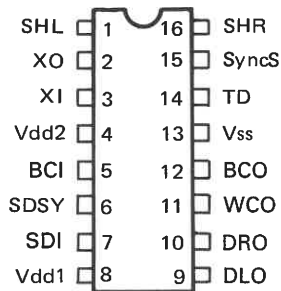 SHL 1 16 SHR
XO 2 15 SyncS
XI 3 14 TD
Vdd2 4 13 Vss
BCI 5 12 BCO
SDSY 6 11 WCO
SDI 7 10 DRO
Vdd1 8 9 DLO